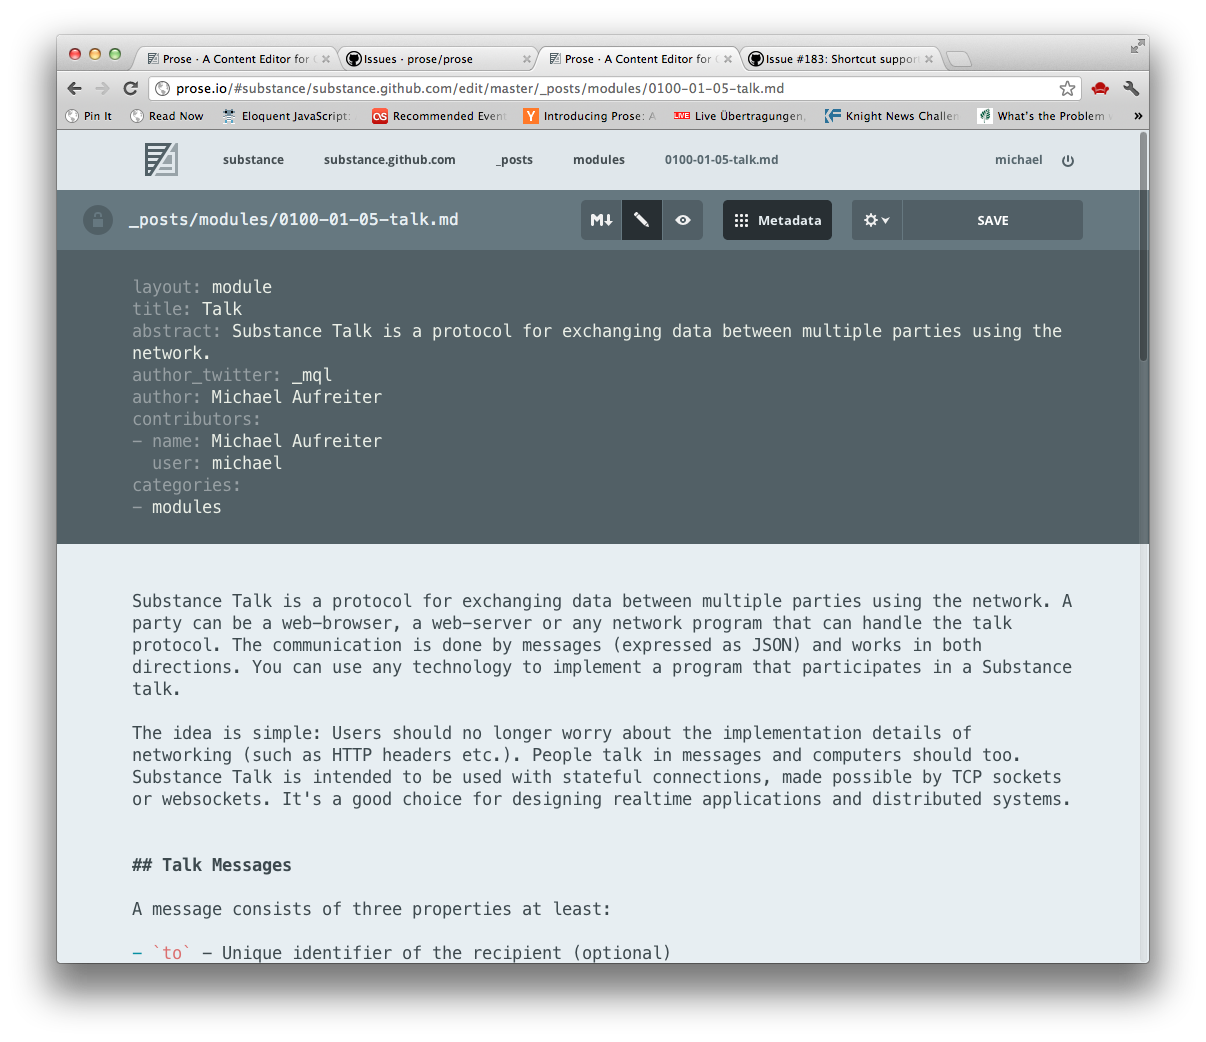 Prose · A Content Editor for
Issues · prose/prose
Prose · A Content Editor for
Issue #183: Shortcut suppor
prose.io/#substance/substance.github.com/edit/master/_posts/modules/0100-01-05-talk.md
Pin It
Read Now
Eloquent JavaScript:
Recommended Even
Introducing Prose: A
LIVE Live Übertragungen,
Knight News Challen
What's the Problem
»
substance
substance.github.com
_posts
modules
0100-01-05-talk.md
michael
_posts/modules/0100-01-05-talk.md
M↓
Metadata
SAVE
layout: module
title: Talk
abstract: Substance Talk is a protocol for exchanging data between multiple parties using the
network.
author_twitter: _mql
author: Michael Aufreiter
contributors:
- name: Michael Aufreiter
  user: michael
categories:
- modules
Substance Talk is a protocol for exchanging data between multiple parties using the network. A
party can be a web-browser, a web-server or any network program that can handle the talk
protocol. The communication is done by messages (expressed as JSON) and works in both
directions. You can use any technology to implement a program that participates in a Substance
talk.
The idea is simple: Users should no longer worry about the implementation details of
networking (such as HTTP headers etc.). People talk in messages and computers should too.
Substance Talk is intended to be used with stateful connections, made possible by TCP sockets
or websockets. It's a good choice for designing realtime applications and distributed systems.
## Talk Messages
A message consists of three properties at least:
- `to` - Unique identifier of the recipient (optional)